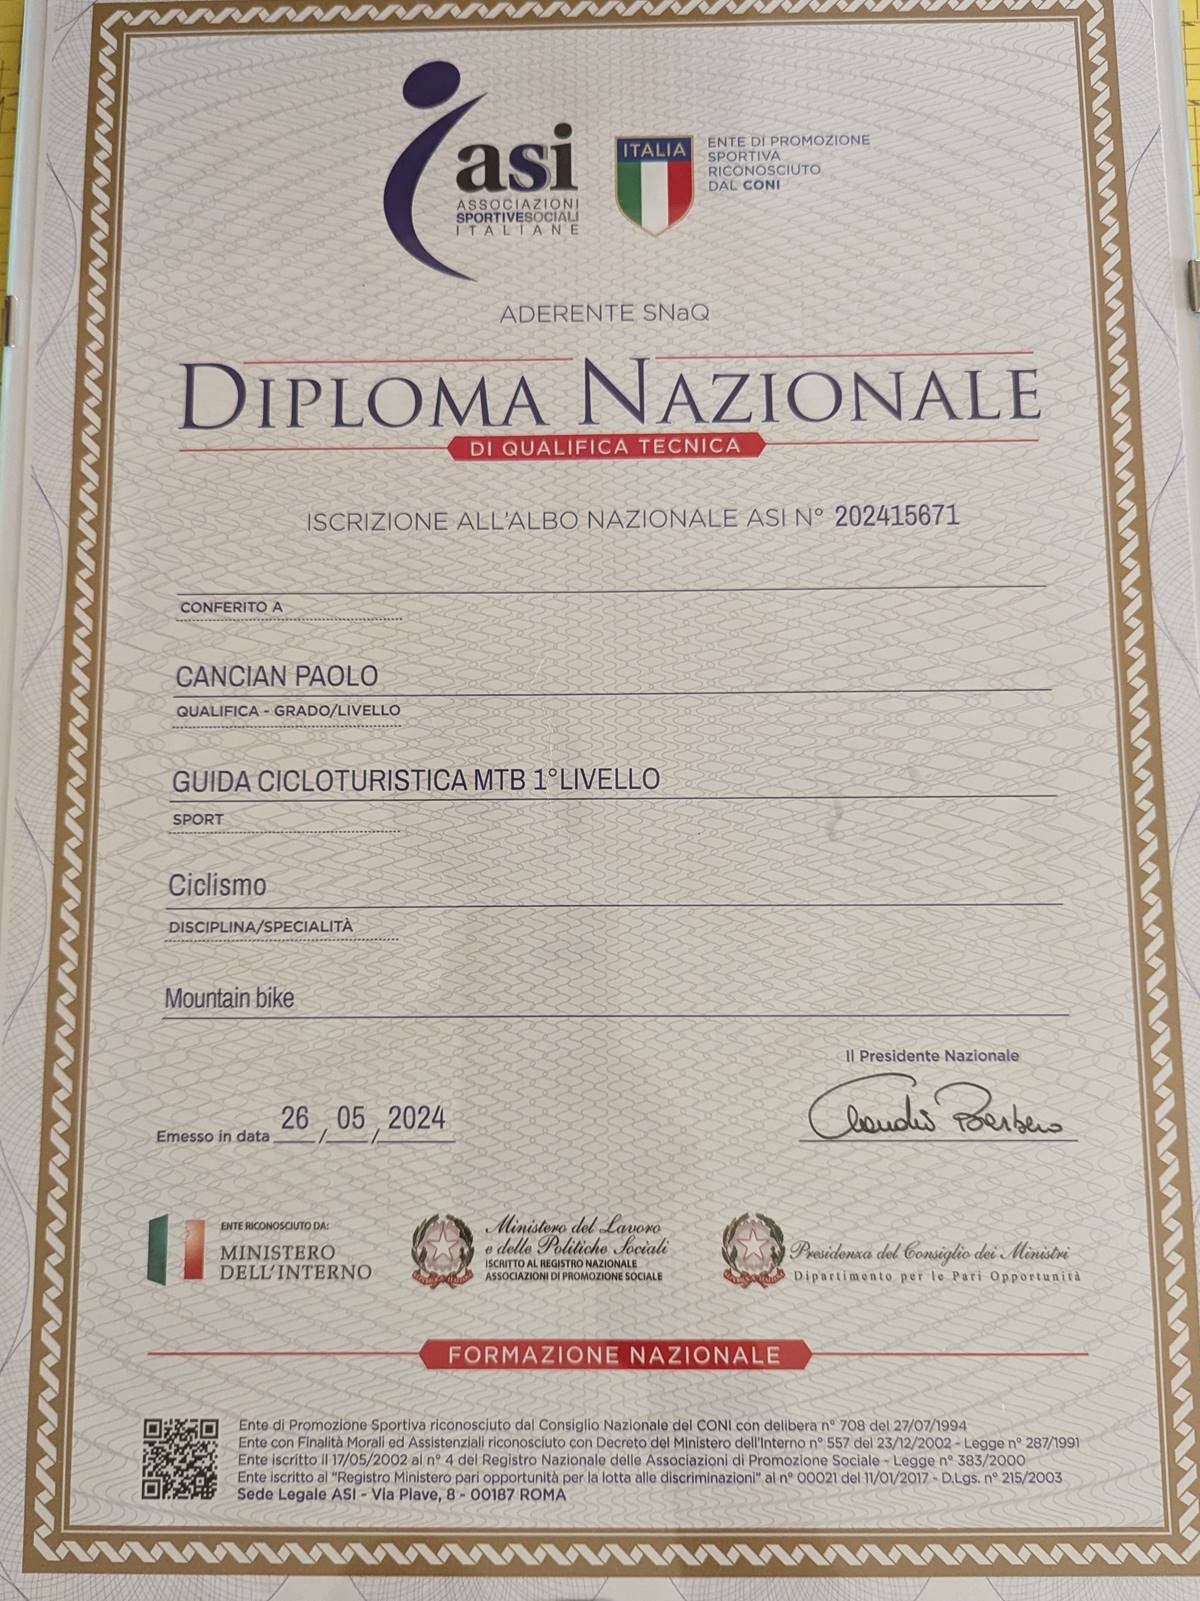 asi
ASSOCIAZIONI
SPORTIVESOCIALI
ITALIANE
ITALIA
ENTE DI PROMOZIONE
SPORTIVA
RICONOSCIUTO
DAL CONI
ADERENTE SNaQ
DIPLOMA NAZIONALE
DI QUALIFICA TECNICA
ISCRIZIONE ALL'ALBO NAZIONALE ASI N° 202415671
CONFERITO A
CANCIAN PAOLO
QUALIFICA - GRADO/LIVELLO
GUIDA CICLOTURISTICA MTB 1°LIVELLO
SPORT
Ciclismo
DISCIPLINA/SPECIALITÀ
Mountain bike
Il Presidente Nazionale
Emesso in data 26 / 05 / 2024
Claudio Barbero
ENTE RICONOSCIUTO DA:
MINISTERO
DELL'INTERNO
Ministero del Lavoro
e delle Politiche Sociali
ISCRITTO AL REGISTRO NAZIONALE
ASSOCIAZIONI DI PROMOZIONE SOCIALE
Presidenza del Consiglio dei Ministri
Dipartimento per le Pari Opportunità
FORMAZIONE NAZIONALE
Ente di Promozione Sportiva riconosciuto dal Consiglio Nazionale del CONI con delibera n° 708 del 27/07/1994
Ente con Finalità Morali ed Assistenziali riconosciuto con Decreto del Ministero dell'Interno n° 557 del 23/12/2002 - Legge n° 287/1991
Ente iscritto il 17/05/2002 al n° 4 del Registro Nazionale delle Associazioni di Promozione Sociale - Legge n° 383/2000
Ente iscritto al "Registro Ministero pari opportunità per la lotta alle discriminazioni" al n° 00021 del 11/01/2017 - D.Lgs. n° 215/2003
Sede Legale ASI - Via Piave, 8 - 00187 ROMA